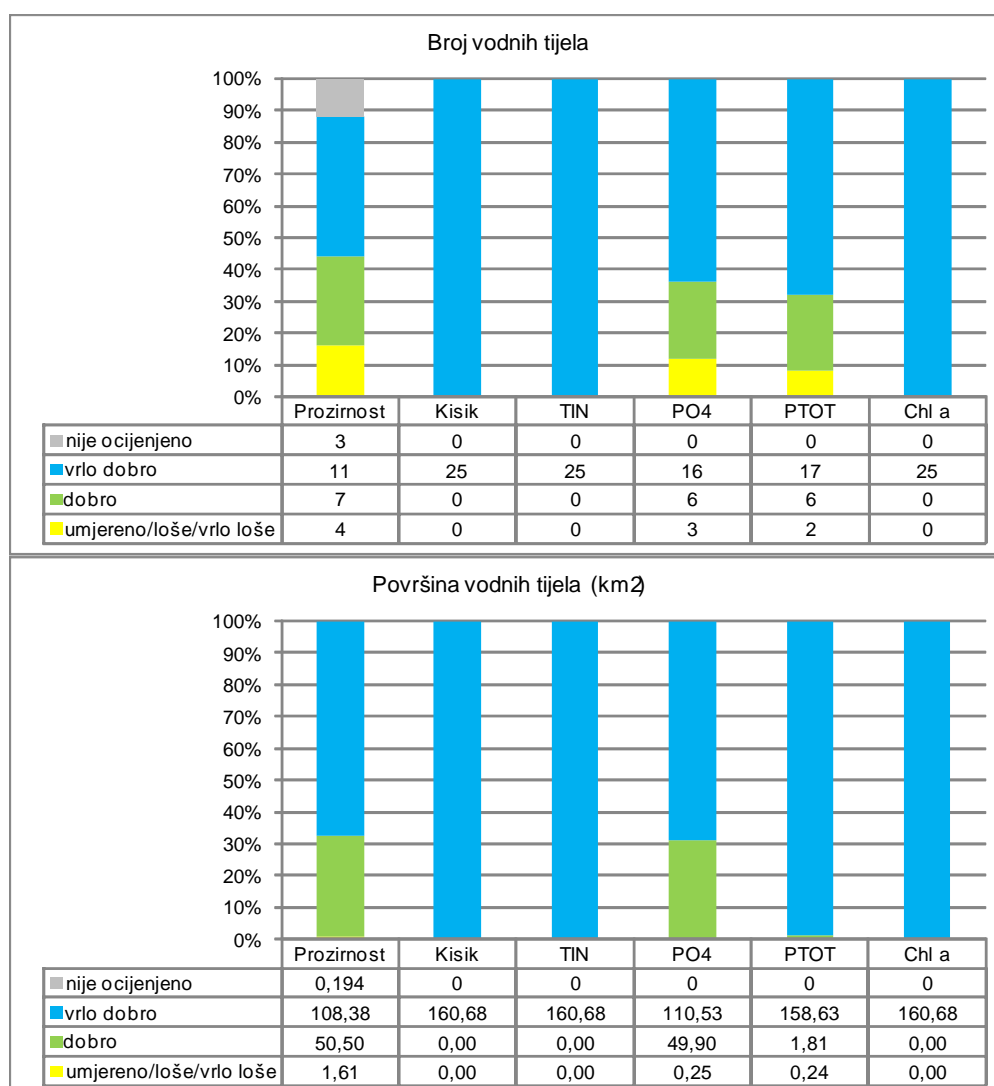 Broj vodnih tijela
100%
90%
80%
70%
60%
50%
40%
30%
20%
10%
0%
Prozirnost Kisik TIN PO4 PTOT Chl a
nije ocijenjeno 3 0 0 0 0 0
vrlo dobro 11 25 25 16 17 25
dobro 7 0 0 6 6 0
umjereno/loše/vrlo loše 4 0 0 3 2 0
Površina vodnih tijela (km2)
100%
90%
80%
70%
60%
50%
40%
30%
20%
10%
0%
Prozirnost Kisik TIN PO4 PTOT Chl a
nije ocijenjeno 0,194 0 0 0 0 0
vrlo dobro 108,38 160,68 160,68 110,53 158,63 160,68
dobro 50,50 0,00 0,00 49,90 1,81 0,00
umjereno/loše/vrlo loše 1,61 0,00 0,00 0,25 0,24 0,00